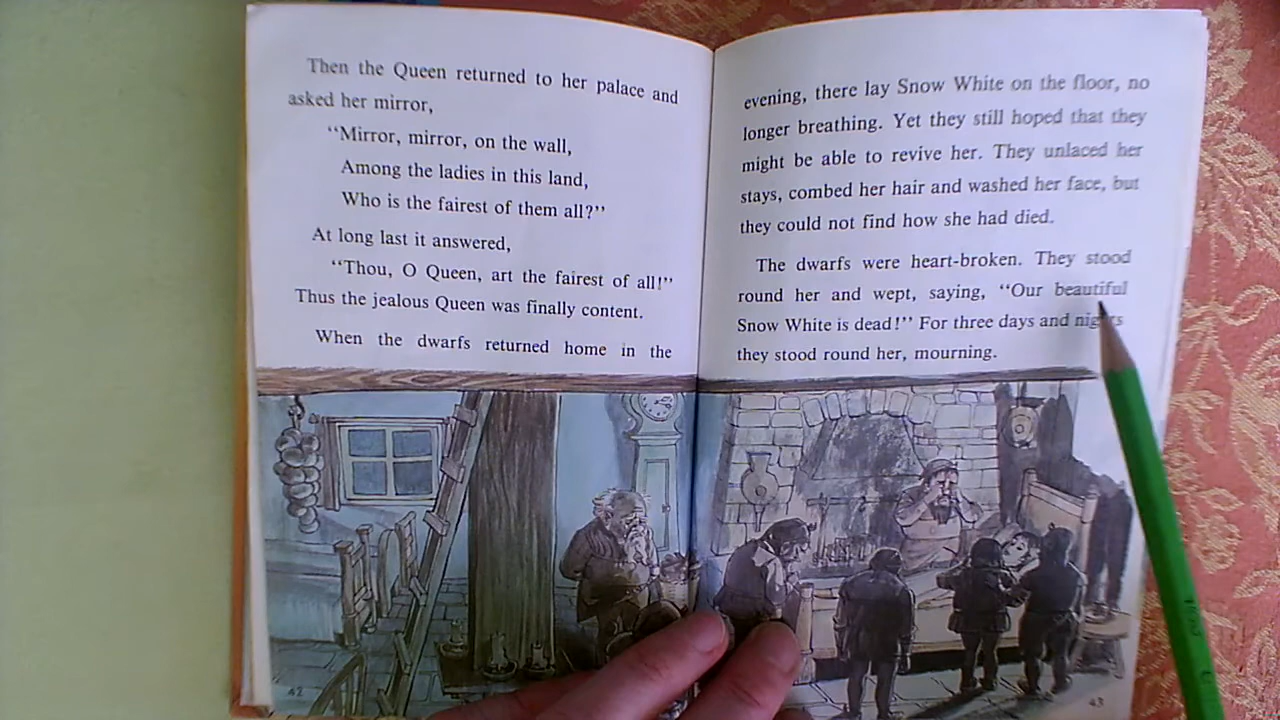 Then the Queen returned to her palace and
asked her mirror,
“Mirror, mirror, on the wall,
Among the ladies in this land,
Who is the fairest of them all?”
At long last it answered,
“Thou, O Queen, art the fairest of all!”
Thus the jealous Queen was finally content.
When the dwarfs returned home in the
42
evening, there lay Snow White on the floor, no
longer breathing. Yet they still hoped that they
might be able to revive her. They unlaced her
stays, combed her hair and washed her face, but
they could not find how she had died.
The dwarfs were heart-broken. They stood
round her and wept, saying, “Our beautiful
Snow White is dead!” For three days and nights
they stood round her, mourning.
43